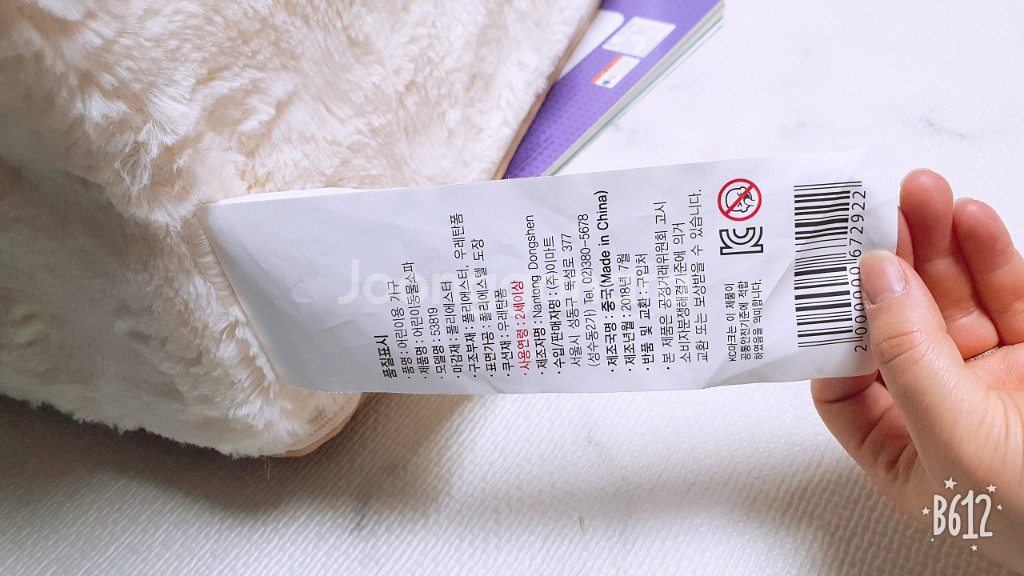 품질표시
· 품명 : 어린이용 가구
· 제품명 : 어린이동물소파
· 모델명 : 53819
· 마감재 : 폴리에스터
· 구조부재 : 폴리에스터, 우레탄폼
· 표면가공 : 폴리에스텔 도장
· 쿠션재 : 우레탄폼
· 사용연령 : 2세이상
· 제조자명 : Nantong Dongshen
· 수입/판매자명 : (주)이마트
서울시 성동구 뚝섬로 377
(성수동2가) Tel. 02)380-5678
· 제조국명 : 중국(Made in China)
· 제조년월 : 2019년 7월
· 반품 및 교환 : 구입처
· 본 제품은 공정거래위원회 고시
소비자분쟁해결기준에 의거
교환 또는 보상받을 수 있습니다.
KC마크는 이 제품이
공통안전기준에 적합
하였음을 의미합니다.
B612